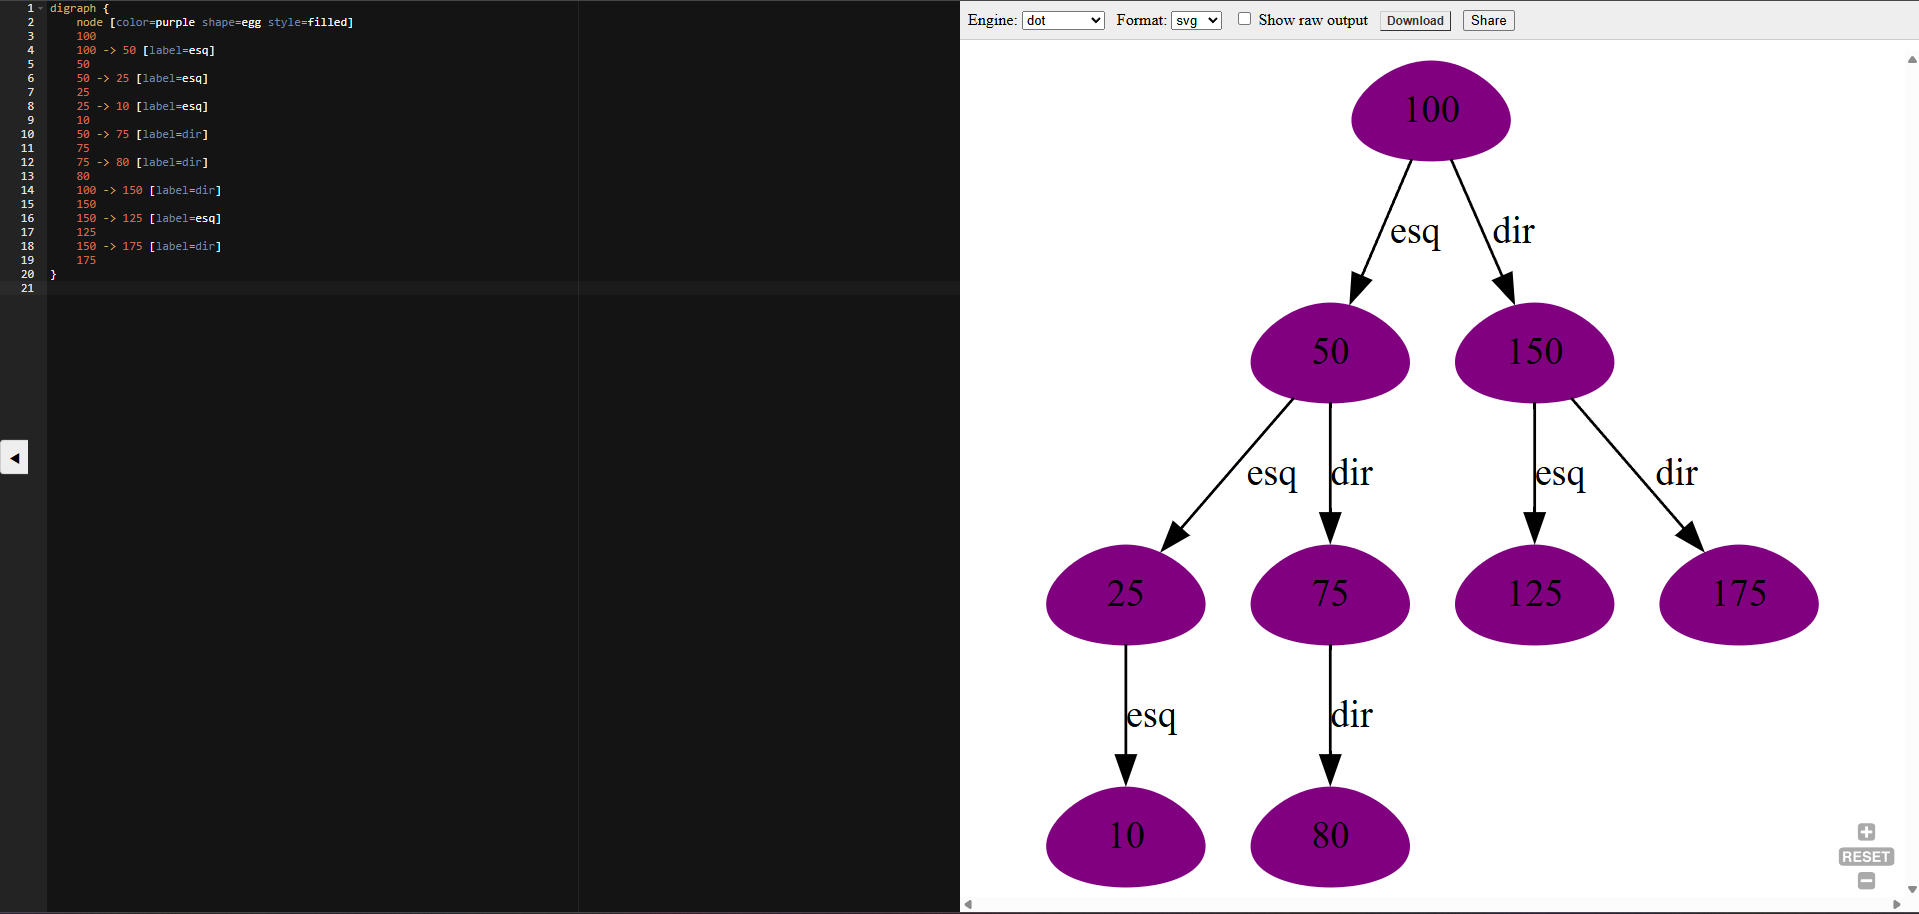 1 digraph {
2 node [color=purple shape=egg style=filled]
3 100
4 100 -> 50 [label=esq]
5 50
6 50 -> 25 [label=esq]
7 25
8 25 -> 10 [label=esq]
9 10
10 50 -> 75 [label=dir]
11 75
12 75 -> 80 [label=dir]
13 80
14 100 -> 150 [label=dir]
15 150
16 150 -> 125 [label=esq]
17 125
18 150 -> 175 [label=dir]
19 175
20 }
21
Engine: dot Format: svg Show raw output Download Share
100
esq dir
50 150
esq dir esq dir
25 75 125 175
esq dir
10 80
RESET